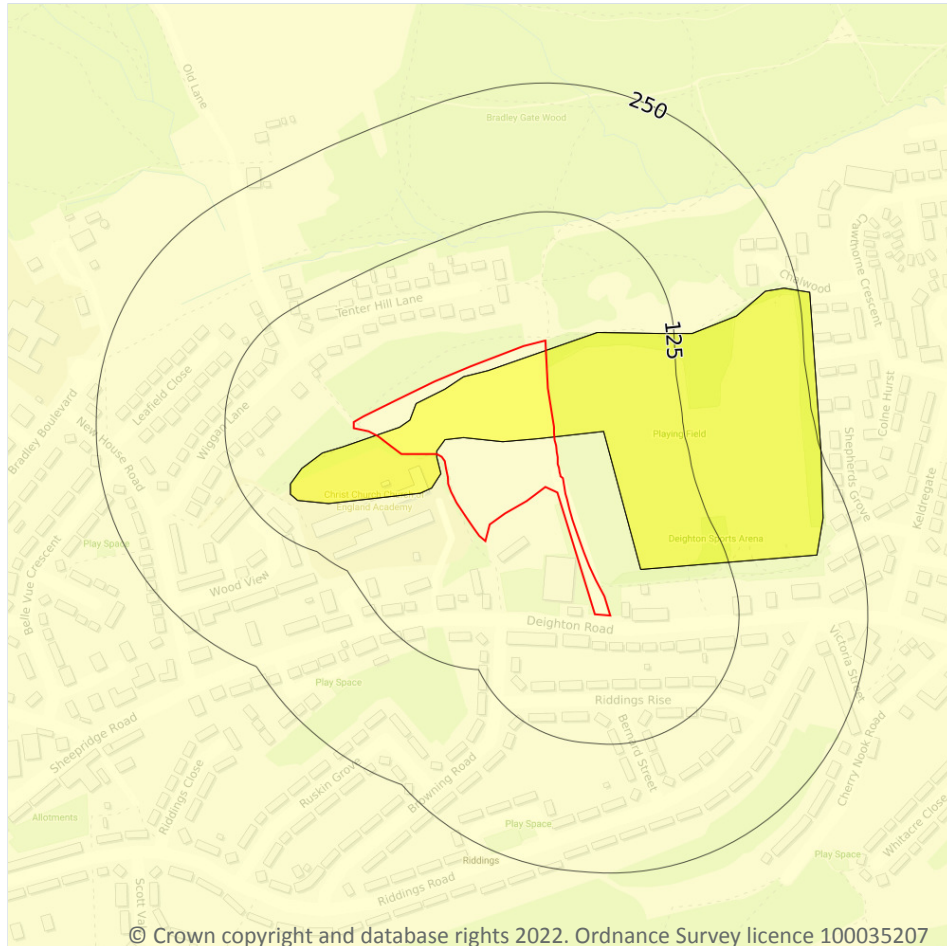 Old Lane
250
Bradley Gate Wood
Crawthorne Crescent
Chalwood
Tenter Hill Lane
125
Leafield Close
Wiggan Lane
New House Road
Bradley Boulevard
Colne Hurst
Playing Field
Shepherds Grove
Keldregate
Christ Church
England Academy
Deighton Sports Arena
Play Space
Belle Vue Crescent
Wood View
Deighton Road
Victoria Street
Play Space
Riddings Rise
Bernard Street
Sheepridge Road
Cherry Nook Road
Riddings Close
Ruskin Grove
Browning Road
Allotments
Play Space
Whitacre Close
Play Space
Riddings
Riddings Road
Scott Va
© Crown copyright and database rights 2022. Ordnance Survey licence 100035207